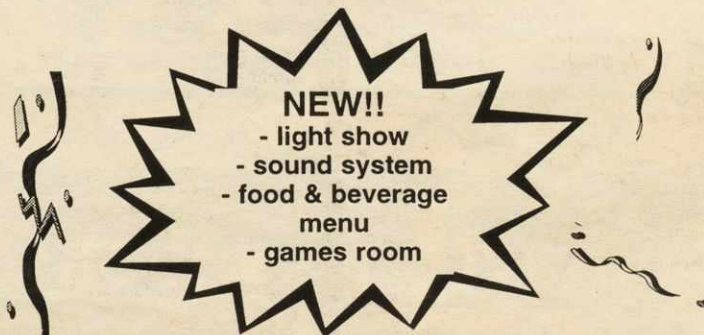 NEW!!
- light show
- sound system
- food & beverage
menu
- games room